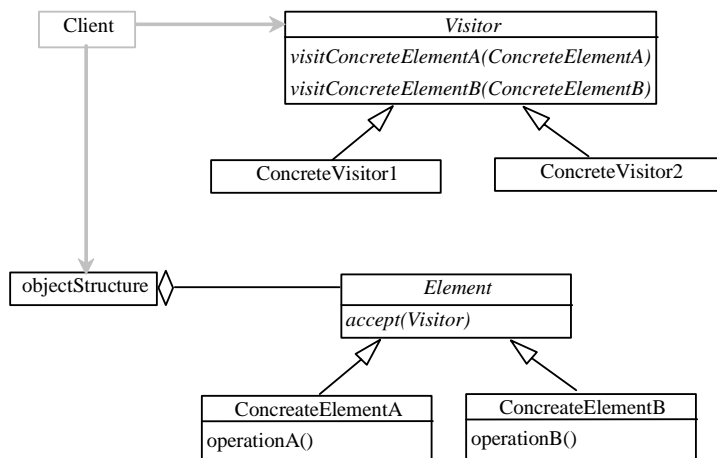 Client
Visitor
visitConcreteElementA(ConcreteElementA)
visitConcreteElementB(ConcreteElementB)
ConcreteVisitor1
ConcreteVisitor2
objectStructure
Element
accept(Visitor)
ConcreateElementA
operationA()
ConcreateElementB
operationB()